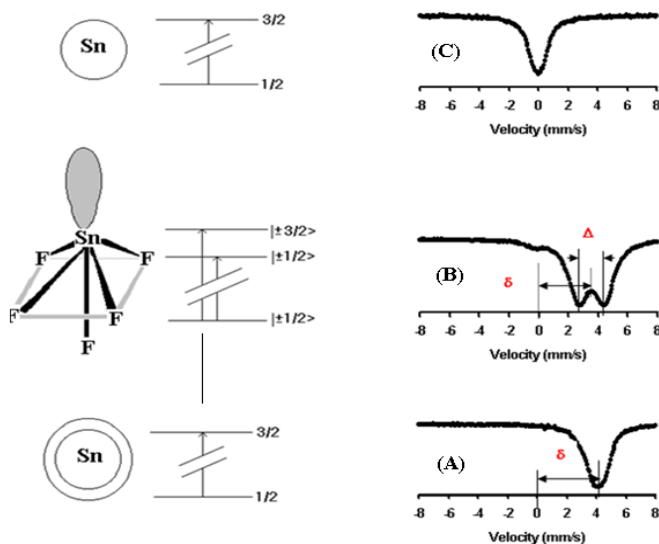 Sn
3/2
1/2
(C)
-8 -6 -4 -2 0 2 4 6 8
Velocity (mm/s)
Sn
F F
F F
F
|±3/2>
|±1/2>
|±1/2>
Δ
δ
(B)
-8 -6 -4 -2 0 2 4 6 8
Velocity (mm/s)
Sn
3/2
1/2
δ
(A)
-8 -6 -4 -2 0 2 4 6 8
Velocity (mm/s)